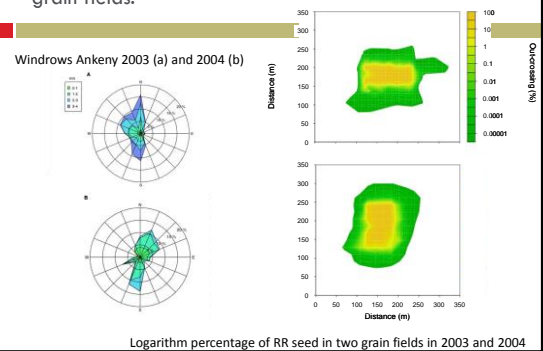 grain fields.
Windrows Ankeny 2003 (a) and 2004 (b)
A
N
W
E
S
B
N
W
E
S
350
300
250
200
150
100
50
0
Distance (m)
100
10
1
0.1
0.01
0.001
0.0001
0.00001
Out-crossing (%)
350
300
250
200
150
100
50
0
0 50 100 150 200 250 300 350
Distance (m)
Logarithm percentage of RR seed in two grain fields in 2003 and 2004